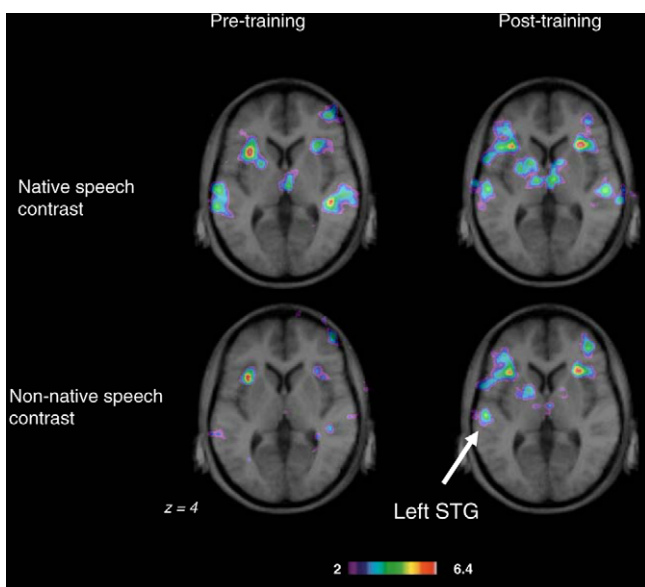 Pre-training
Post-training
Native speech
contrast
Non-native speech
contrast
z = 4
Left STG
2
6.4